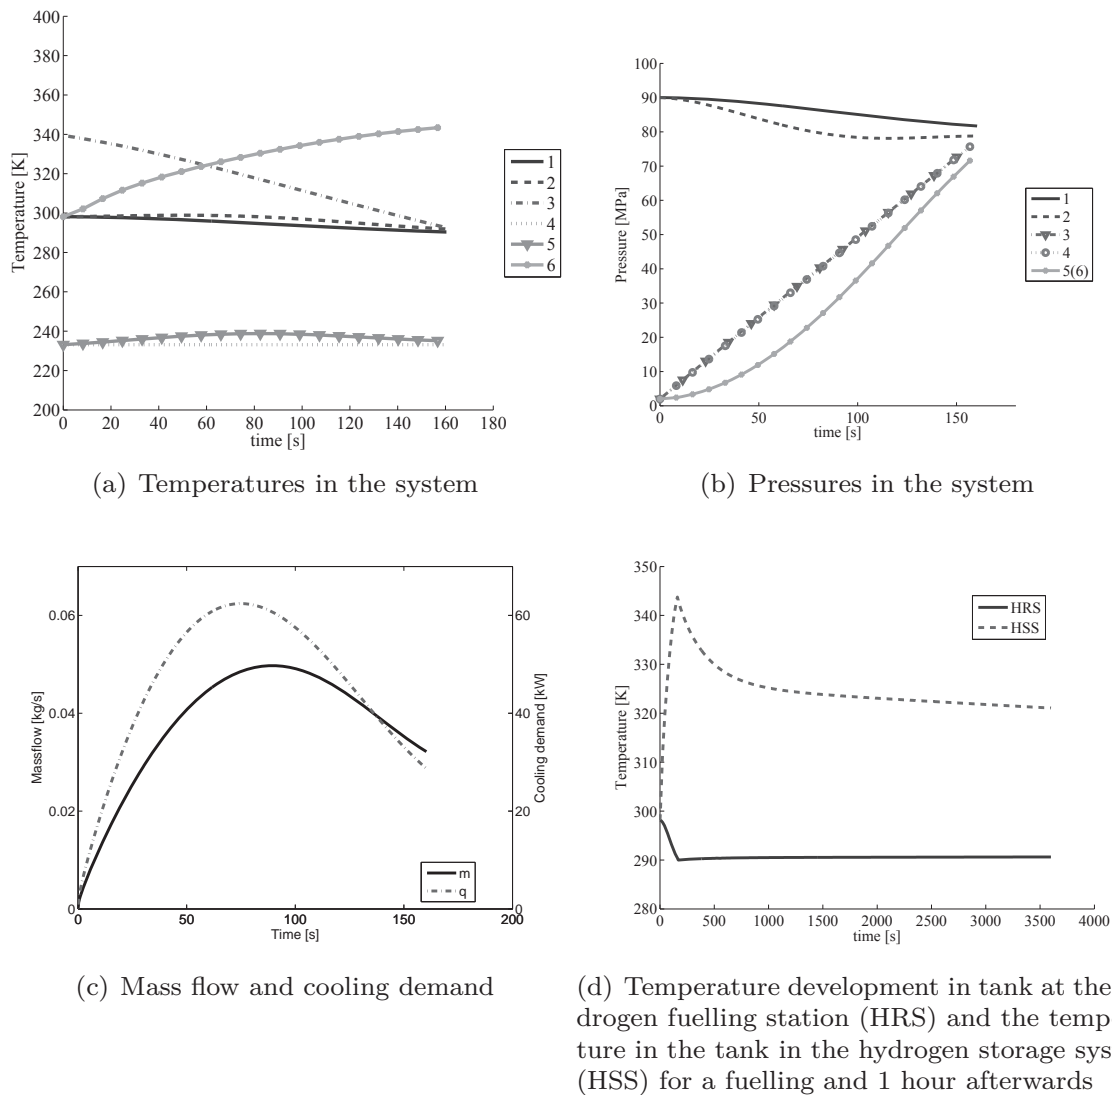 400
380
360
340
320
300
280
260
240
220
200
Temperature [K]
0 20 40 60 80 100 120 140 160 180
time [s]
1
2
3
4
5
6
(a) Temperatures in the system
100
90
80
70
60
50
40
30
20
10
0
Pressure [MPa]
0 50 100 150
time [s]
1
2
3
4
5(6)
(b) Pressures in the system
0.06
0.04
0.02
0
Massflow [kg/s]
60
40
20
0
Cooling demand [kW]
0 50 100 150 200
Time [s]
m
q
(c) Mass flow and cooling demand
350
340
330
320
310
300
290
280
Temperature [K]
0 500 1000 1500 2000 2500 3000 3500 4000
time [s]
HRS
HSS
(d) Temperature development in tank at the
drogen fuelling station (HRS) and the temp
ture in the tank in the hydrogen storage sys
(HSS) for a fuelling and 1 hour afterwards